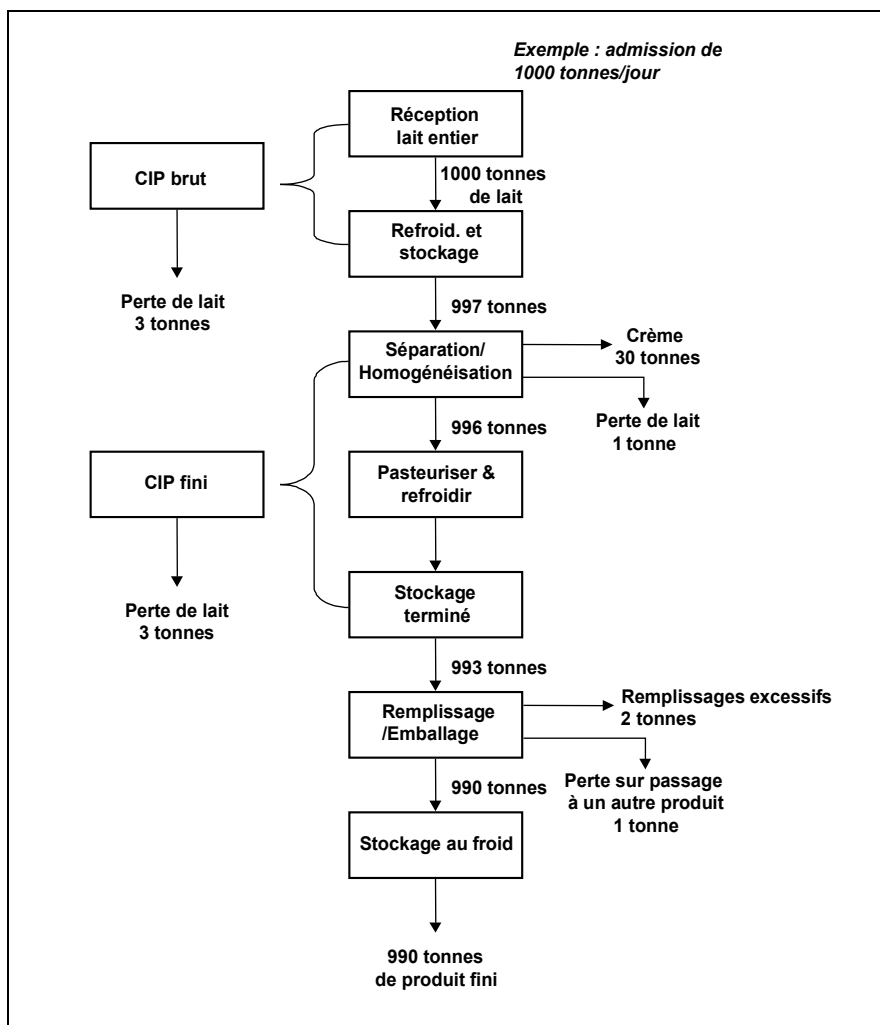 Exemple : admission de
1000 tonnes/jour
Réception
lait entier
CIP brut
1000 tonnes
de lait
Refroid. et
stockage
Perte de lait
3 tonnes
997 tonnes
Séparation/
Homogénéisation
Crème
30 tonnes
Perte de lait
1 tonne
996 tonnes
CIP fini
Pasteuriser &
refroidir
Stockage
terminé
Perte de lait
3 tonnes
993 tonnes
Remplissage
/Emballage
Remplissages excessifs
2 tonnes
Perte sur passage
à un autre produit
1 tonne
990 tonnes
Stockage au froid
990 tonnes
de produit fini